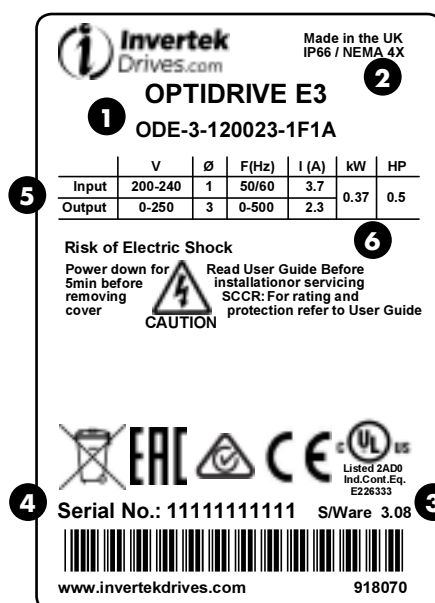 Invertek
Drives.com
Made in the UK
IP66 / NEMA 4X
2
OPTIDRIVE E3
1
ODE-3-120023-1F1A
V Ø F(Hz) I (A) kW HP
5
Input 200-240 1 50/60 3.7 0.37 0.5
Output 0-250 3 0-500 2.3
6
Risk of Electric Shock
Power down for
5min before
removing
cover
CAUTION
Read User Guide Before
installationor servicing
SCCR: For rating and
protection refer to User Guide
EAC CE c UL US
Listed 2AD0
Ind.Cont.Eq.
E226333
4
Serial No.: 11111111111 S/Ware 3.08
3
www.invertekdrives.com 918070